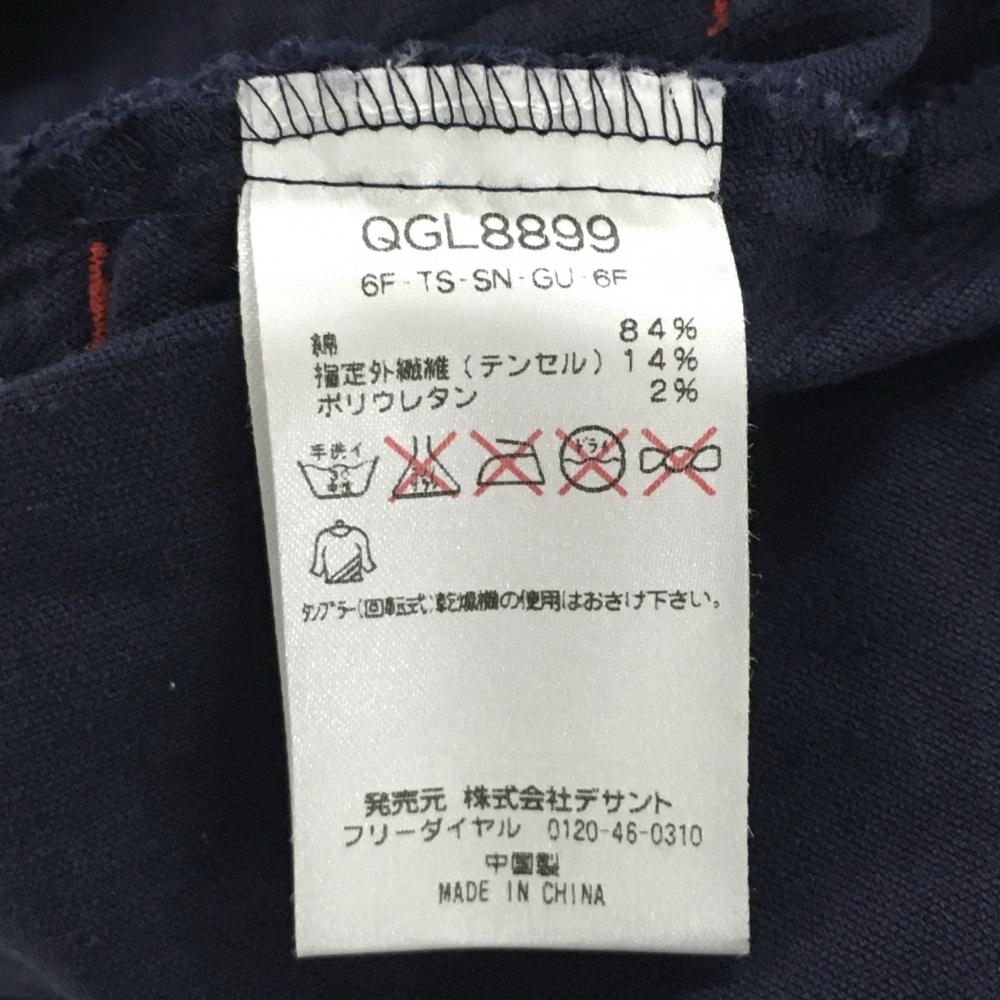 QGL8899
6F-TS-SN-GU-6F
綿 84%
指定外繊維（テンセル）14%
ポリウレタン 2%
手洗イ
ドライ
タンブラー(回転式)乾燥機の使用はおさけ下さい。
発売元 株式会社デサント
フリーダイヤル 0120-46-0310
中国製
MADE IN CHINA